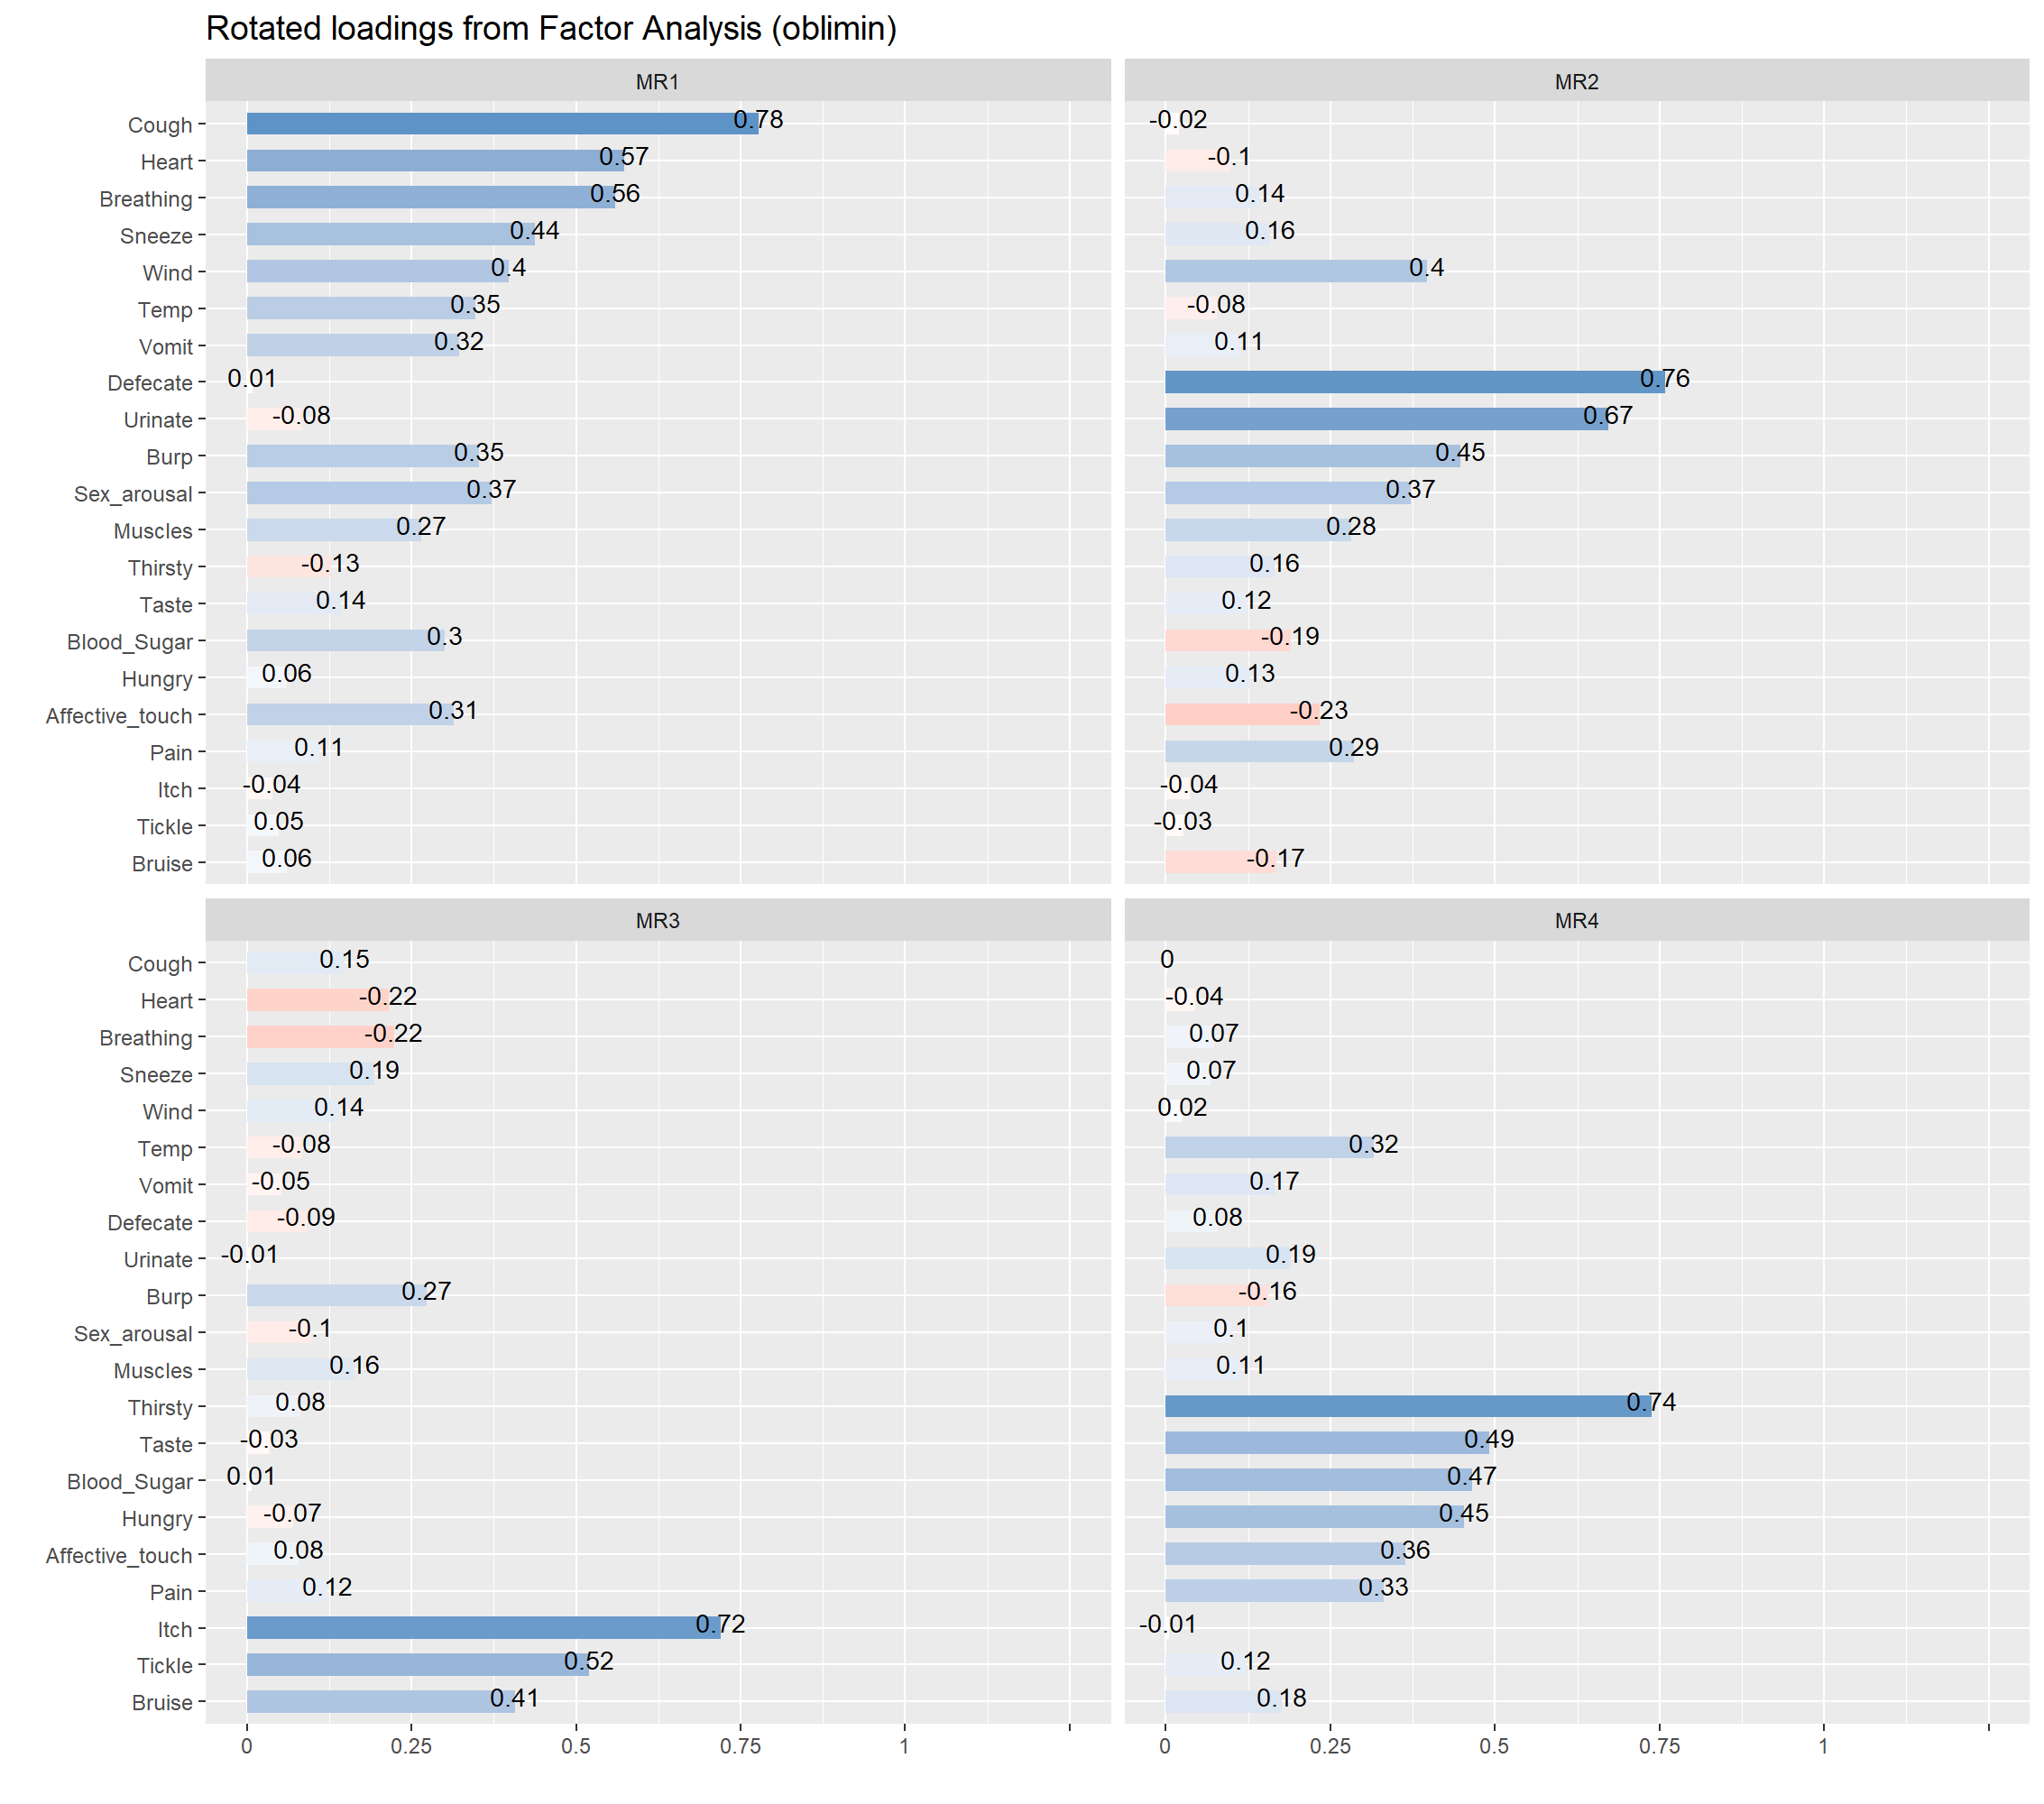 Rotated loadings from Factor Analysis (oblimin)
MR1 MR2
Cough 0.78 -0.02
Heart 0.57 -0.1
Breathing 0.56 0.14
Sneeze 0.44 0.16
Wind 0.4 0.4
Temp 0.35 -0.08
Vomit 0.32 0.11
Defecate 0.01 0.76
Urinate -0.08 0.67
Burp 0.35 0.45
Sex_arousal 0.37 0.37
Muscles 0.27 0.28
Thirsty -0.13 0.16
Taste 0.14 0.12
Blood_Sugar 0.3 -0.19
Hungry 0.06 0.13
Affective_touch 0.31 -0.23
Pain 0.11 0.29
Itch -0.04 -0.04
Tickle 0.05 -0.03
Bruise 0.06 -0.17
MR3 MR4
Cough 0.15 0
Heart -0.22 -0.04
Breathing -0.22 0.07
Sneeze 0.19 0.07
Wind 0.14 0.02
Temp -0.08 0.32
Vomit -0.05 0.17
Defecate -0.09 0.08
Urinate -0.01 0.19
Burp 0.27 -0.16
Sex_arousal -0.1 0.1
Muscles 0.16 0.11
Thirsty 0.08 0.74
Taste -0.03 0.49
Blood_Sugar 0.01 0.47
Hungry -0.07 0.45
Affective_touch 0.08 0.36
Pain 0.12 0.33
Itch 0.72 -0.01
Tickle 0.52 0.12
Bruise 0.41 0.18
0 0.25 0.5 0.75 1 0 0.25 0.5 0.75 1